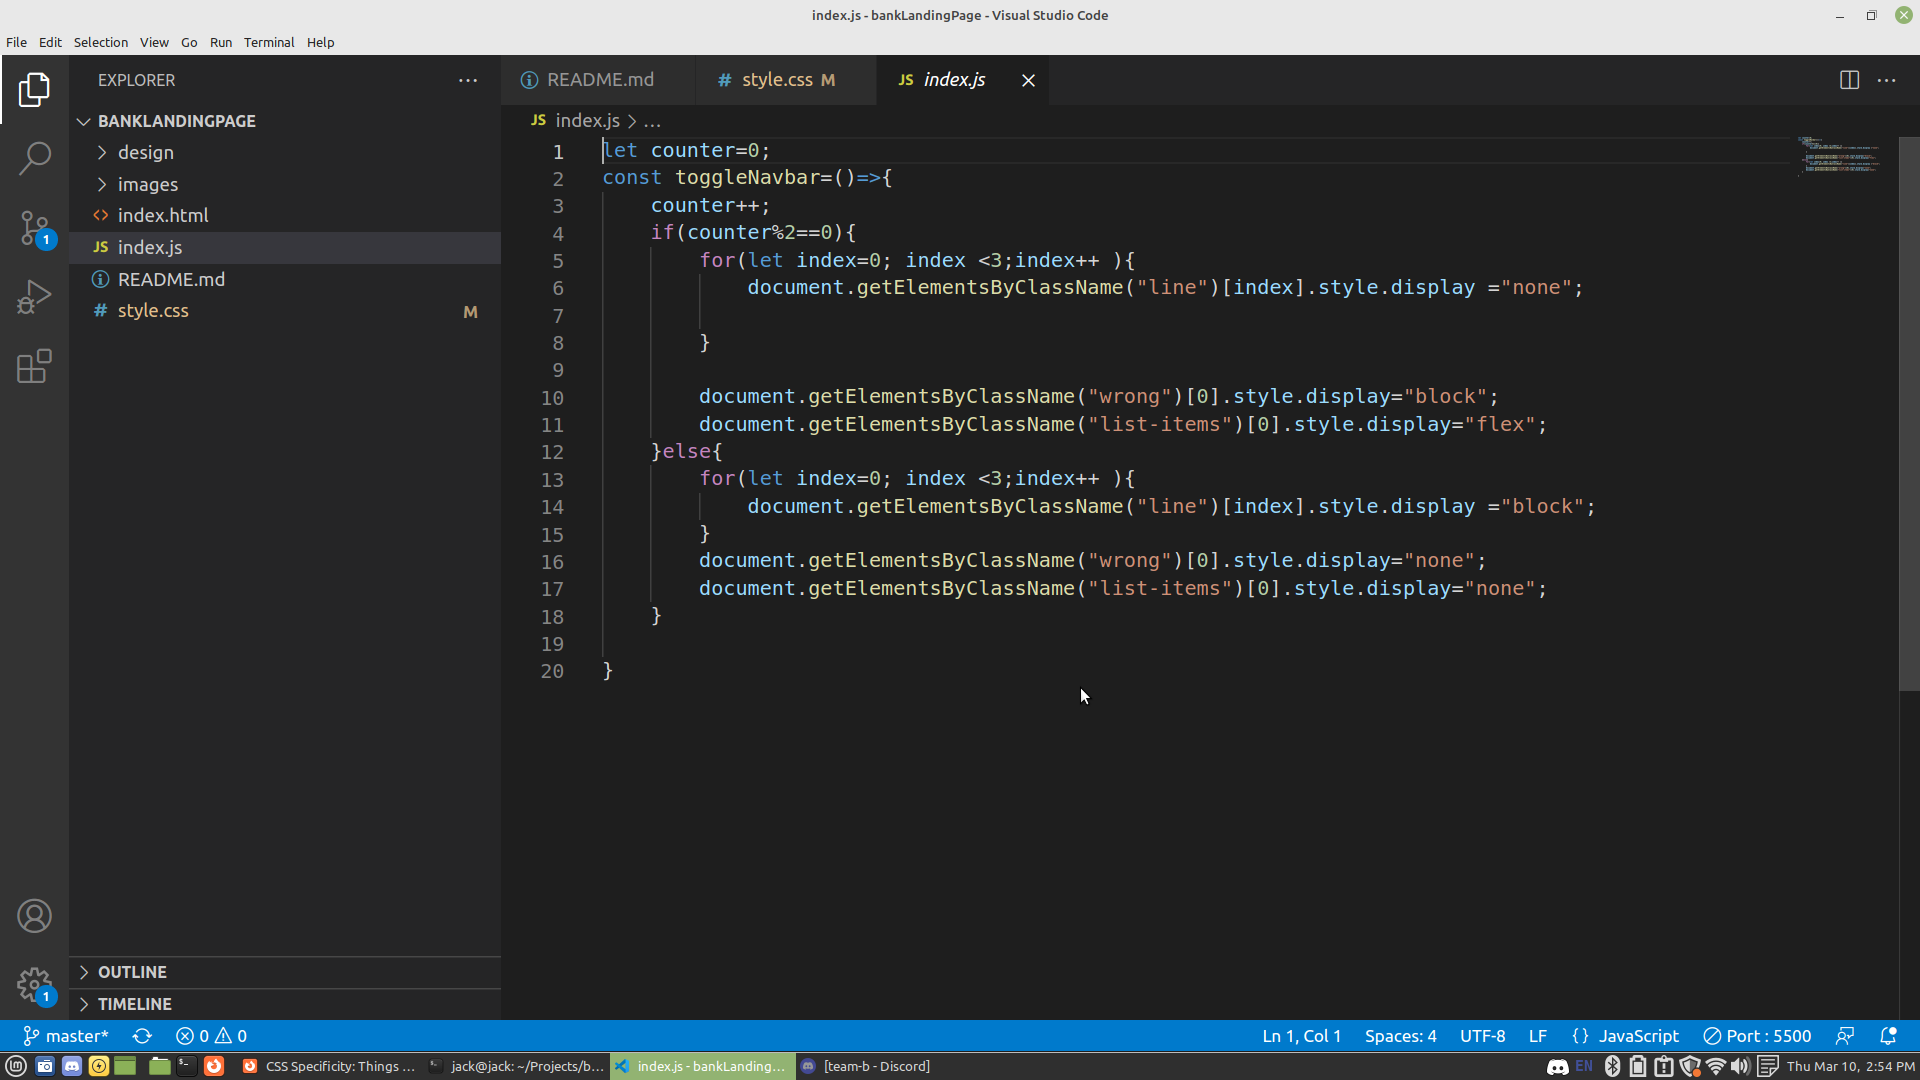 index.js - bankLandingPage - Visual Studio Code
File Edit Selection View Go Run Terminal Help
EXPLORER
README.md
# style.css M
JS index.js
BANKLANDINGPAGE
JS index.js > ...
design
images
<> index.html
JS index.js
README.md
# style.css M
1 let counter=0;
2 const toggleNavbar=()=>{
3 counter++;
4 if(counter%2==0){
5 for(let index=0; index <3;index++ ){
6 document.getElementsByClassName("line")[index].style.display ="none";
7
8 }
9
10 document.getElementsByClassName("wrong")[0].style.display="block";
11 document.getElementsByClassName("list-items")[0].style.display="flex";
12 }else{
13 for(let index=0; index <3;index++ ){
14 document.getElementsByClassName("line")[index].style.display ="block";
15 }
16 document.getElementsByClassName("wrong")[0].style.display="none";
17 document.getElementsByClassName("list-items")[0].style.display="none";
18 }
19
20 }
1
1
OUTLINE
TIMELINE
master* 0 0 Ln 1, Col 1 Spaces: 4 UTF-8 LF {} JavaScript Port : 5500
CSS Specificity: Things ... jack@jack: ~/Projects/b... index.js - bankLanding... [team-b - Discord] EN Thu Mar 10, 2:54 PM